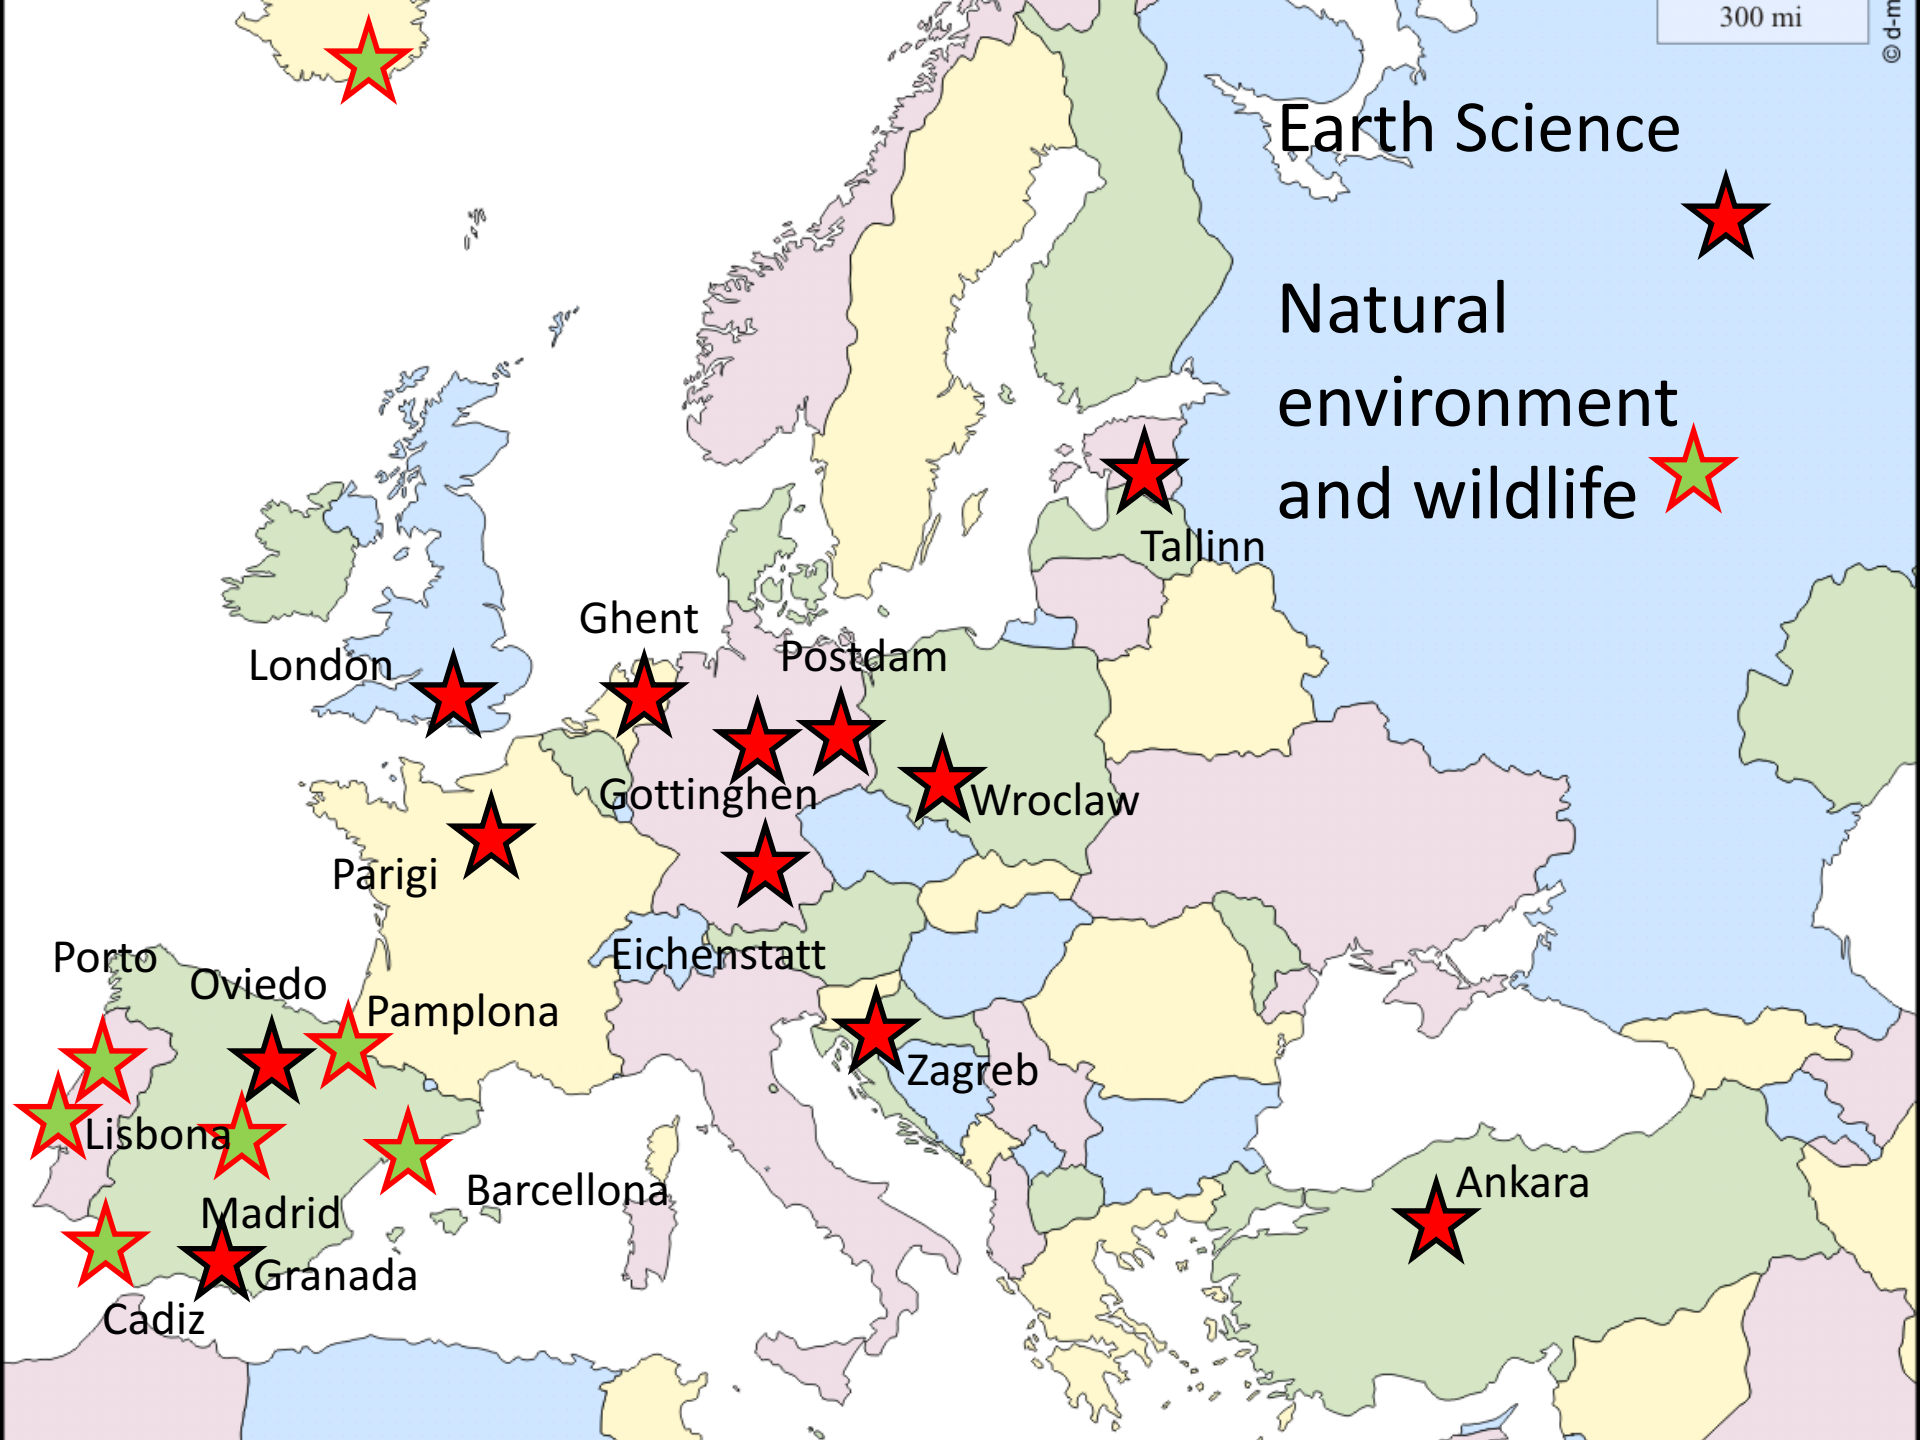 300 mi
© d-m
Earth Science
Natural
environment
and wildlife
Tallinn
Ghent
London
Postdam
Gottinghen
Wroclaw
Parigi
Eichenstatt
Porto
Oviedo
Pamplona
Zagreb
Lisbona
Barcellona
Ankara
Madrid
Granada
Cadiz